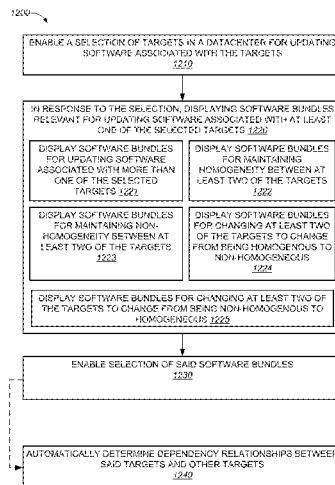 1200
ENABLE A SELECTION OF TARGETS IN A DATACENTER FOR UPDATING
SOFTWARE ASSOCIATED WITH THE TARGETS
1210
IN RESPONSE TO THE SELECTION, DISPLAYING SOFTWARE BUNDLES
RELEVANT FOR UPDATING SOFTWARE ASSOCIATED WITH AT LEAST
ONE OF THE SELECTED TARGETS 1220
DISPLAY SOFTWARE BUNDLES
FOR UPDATING SOFTWARE
ASSOCIATED WITH MORE THAN
ONE OF THE SELECTED
TARGETS 1221
DISPLAY SOFTWARE BUNDLES
FOR MAINTAINING
HOMOGENEITY BETWEEN
AT LEAST TWO OF THE TARGETS
1222
DISPLAY SOFTWARE BUNDLES
FOR MAINTAINING NON-
HOMOGENEITY BETWEEN AT
LEAST TWO OF THE TARGETS
1223
DISPLAY SOFTWARE BUNDLES
FOR CHANGING AT LEAST TWO
OF THE TARGETS TO CHANGE
FROM BEING HOMOGENOUS TO
NON-HOMOGENEOUS
1224
DISPLAY SOFTWARE BUNDLES FOR CHANGING AT LEAST TWO OF
THE TARGETS TO CHANGE FROM BEING NON-HOMOGENOUS TO
HOMOGENEOUS 1225
ENABLE SELECTION OF SAID SOFTWARE BUNDLES
1230
AUTOMATICALLY DETERMINE DEPENDENCY RELATIONSHIPS BETWEEN
SAID TARGETS AND OTHER TARGETS
1240